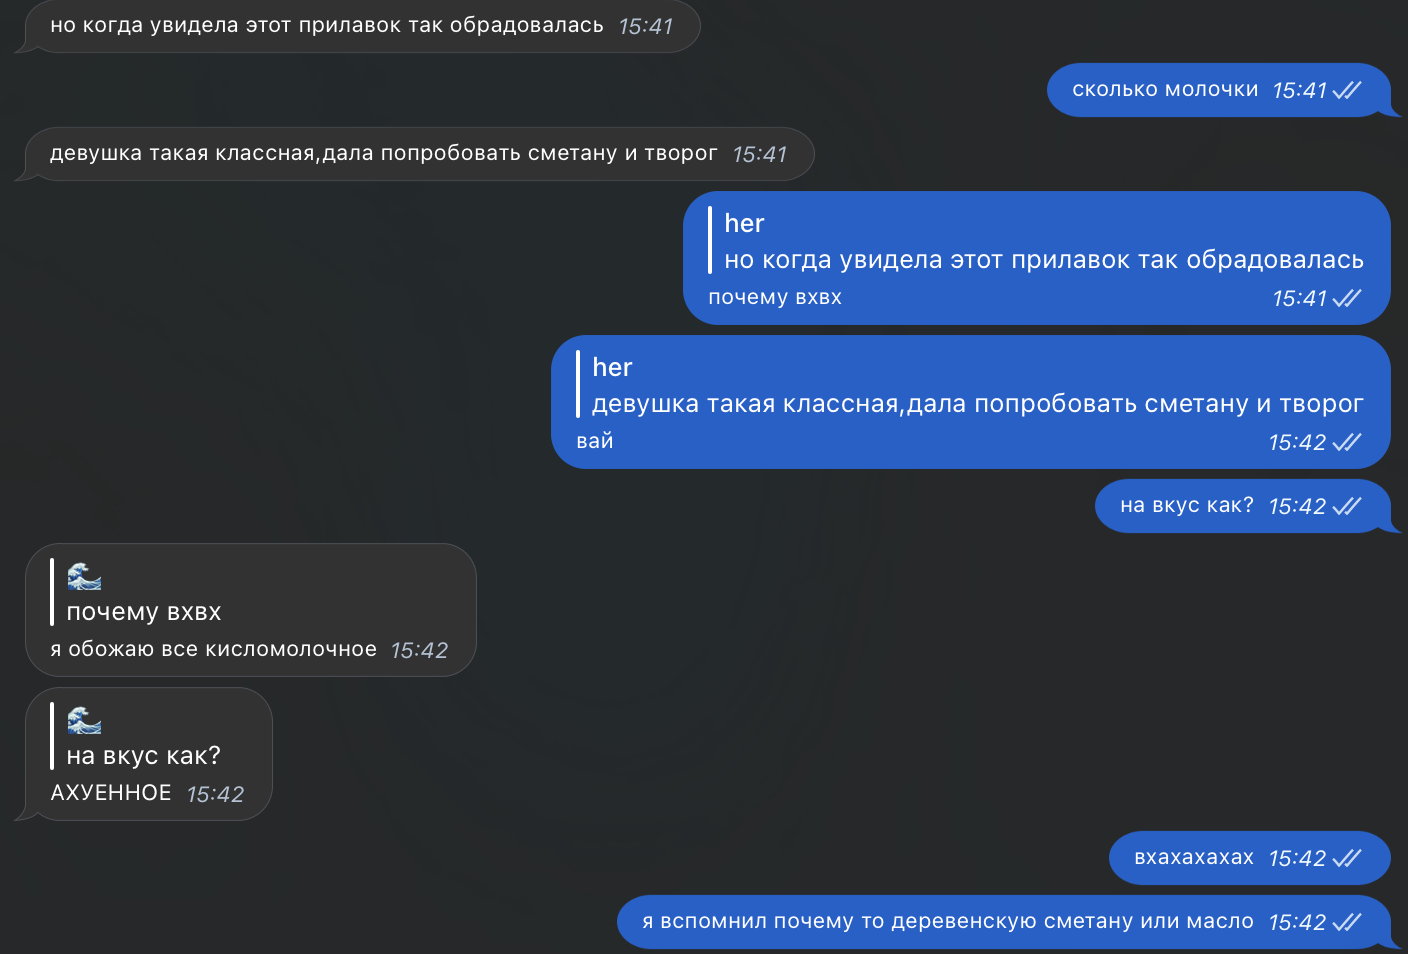 но когда увидела этот прилавок так обрадовалась 15:41
сколько молочки 15:41
девушка такая классная,дала попробовать сметану и творог 15:41
her
но когда увидела этот прилавок так обрадовалась
почему вхвх 15:41
her
девушка такая классная,дала попробовать сметану и творог
вай 15:42
на вкус как? 15:42
🌊
почему вхвх
я обожаю все кисломолочное 15:42
🌊
на вкус как?
АХУЕННОЕ 15:42
вхахахахах 15:42
я вспомнил почему то деревенскую сметану или масло 15:42